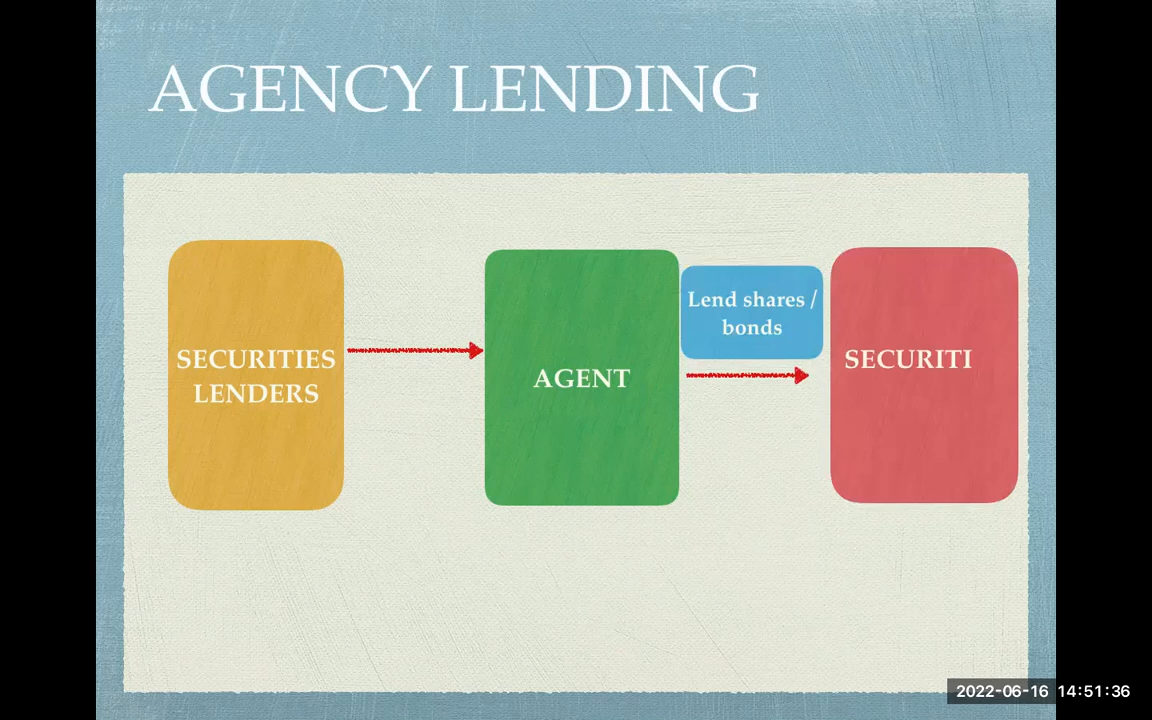 AGENCY LENDING
SECURITIES
LENDERS
AGENT
Lend shares /
bonds
SECURITI
2022-06-16 14:51:36